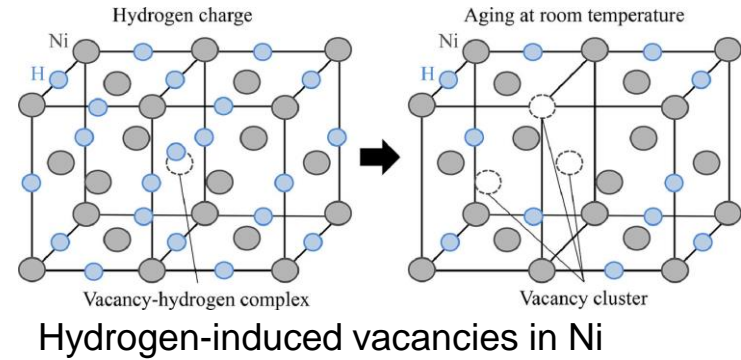 Hydrogen charge
Aging at room temperature
Ni
H
Ni
H
Vacancy-hydrogen complex
Vacancy cluster
Hydrogen-induced vacancies in Ni